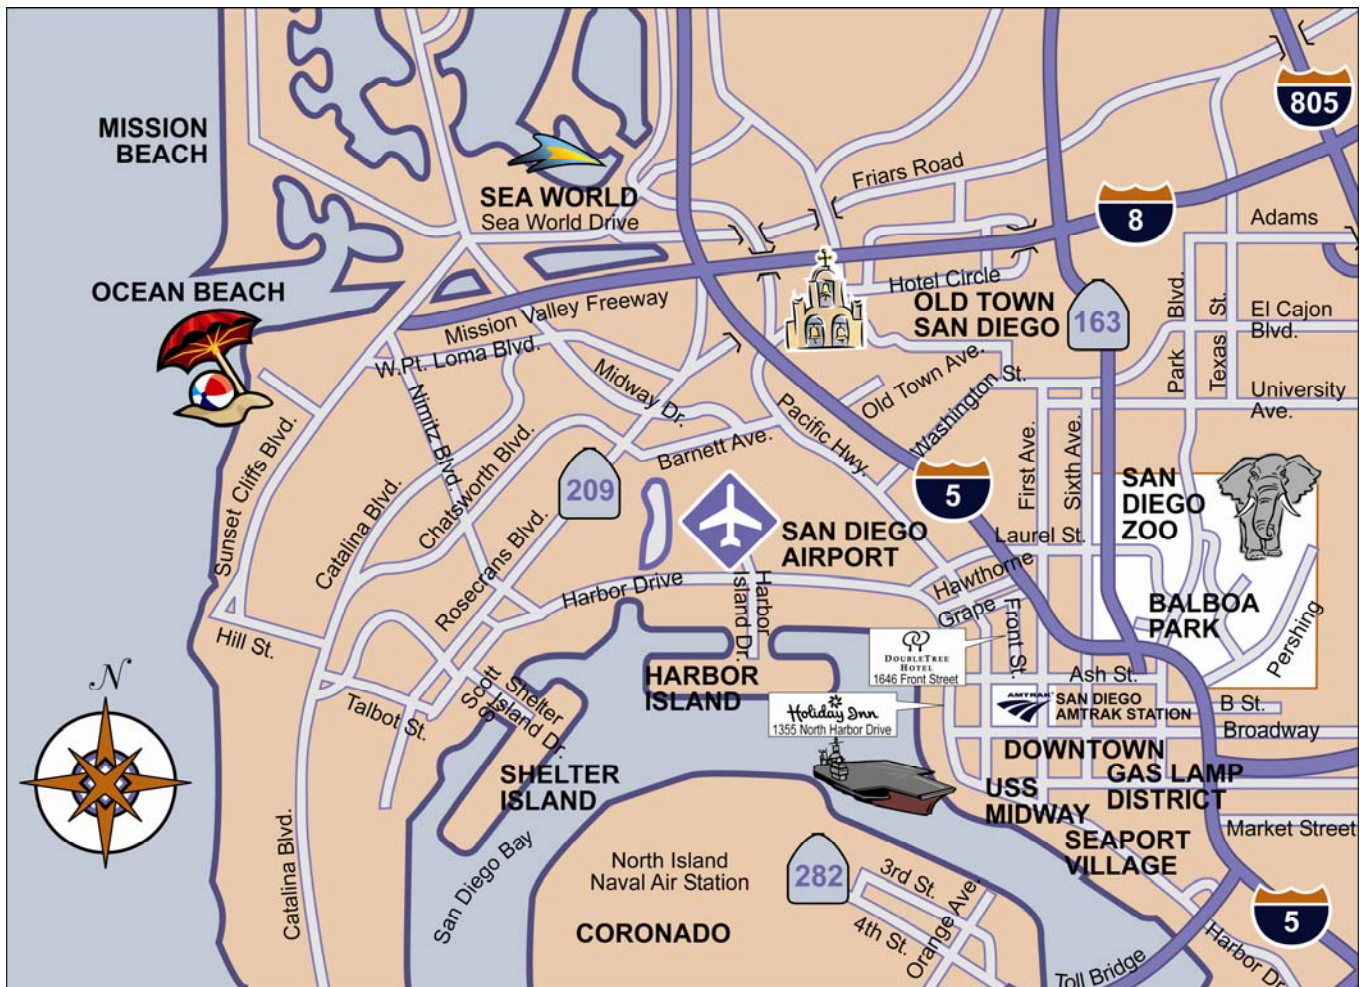 805
MISSION
BEACH
Friars Road
SEA WORLD
Sea World Drive
8
Adams
Hotel Circle
OCEAN BEACH
OLD TOWN
SAN DIEGO
163
Park Blvd.
Texas St.
El Cajon
Blvd.
Mission Valley Freeway
W.Pt. Loma Blvd.
Nimitz Blvd.
Midway Dr.
Old Town Ave.
Washington St.
University
Ave.
Pacific Hwy.
Barnett Ave.
Sunset Cliffs Blvd.
Catalina Blvd.
Chatsworth Blvd.
209
5
First Ave.
Sixth Ave.
SAN
DIEGO
ZOO
Rosecrans Blvd.
SAN DIEGO
AIRPORT
Laurel St.
Harbor Drive
Harbor
Island Dr.
Hawthorne
Grape
Front St.
BALBOA
PARK
Pershing
Hill St.
DOUBLETREE
HOTEL
1646 Front Street
N
HARBOR
ISLAND
Ash St.
Scott
St.
Shelter
Island Dr.
Talbot St.
Holiday Inn
1355 North Harbor Drive
AMTRAK
SAN DIEGO
AMTRAK STATION
B St.
Broadway
DOWNTOWN
SHELTER
ISLAND
GAS LAMP
DISTRICT
USS
MIDWAY
Market Street
SEAPORT
VILLAGE
Catalina Blvd.
San Diego Bay
North Island
Naval Air Station
282
3rd St.
4th St.
Orange Ave.
CORONADO
5
Harbor Dr.
Toll Bridge